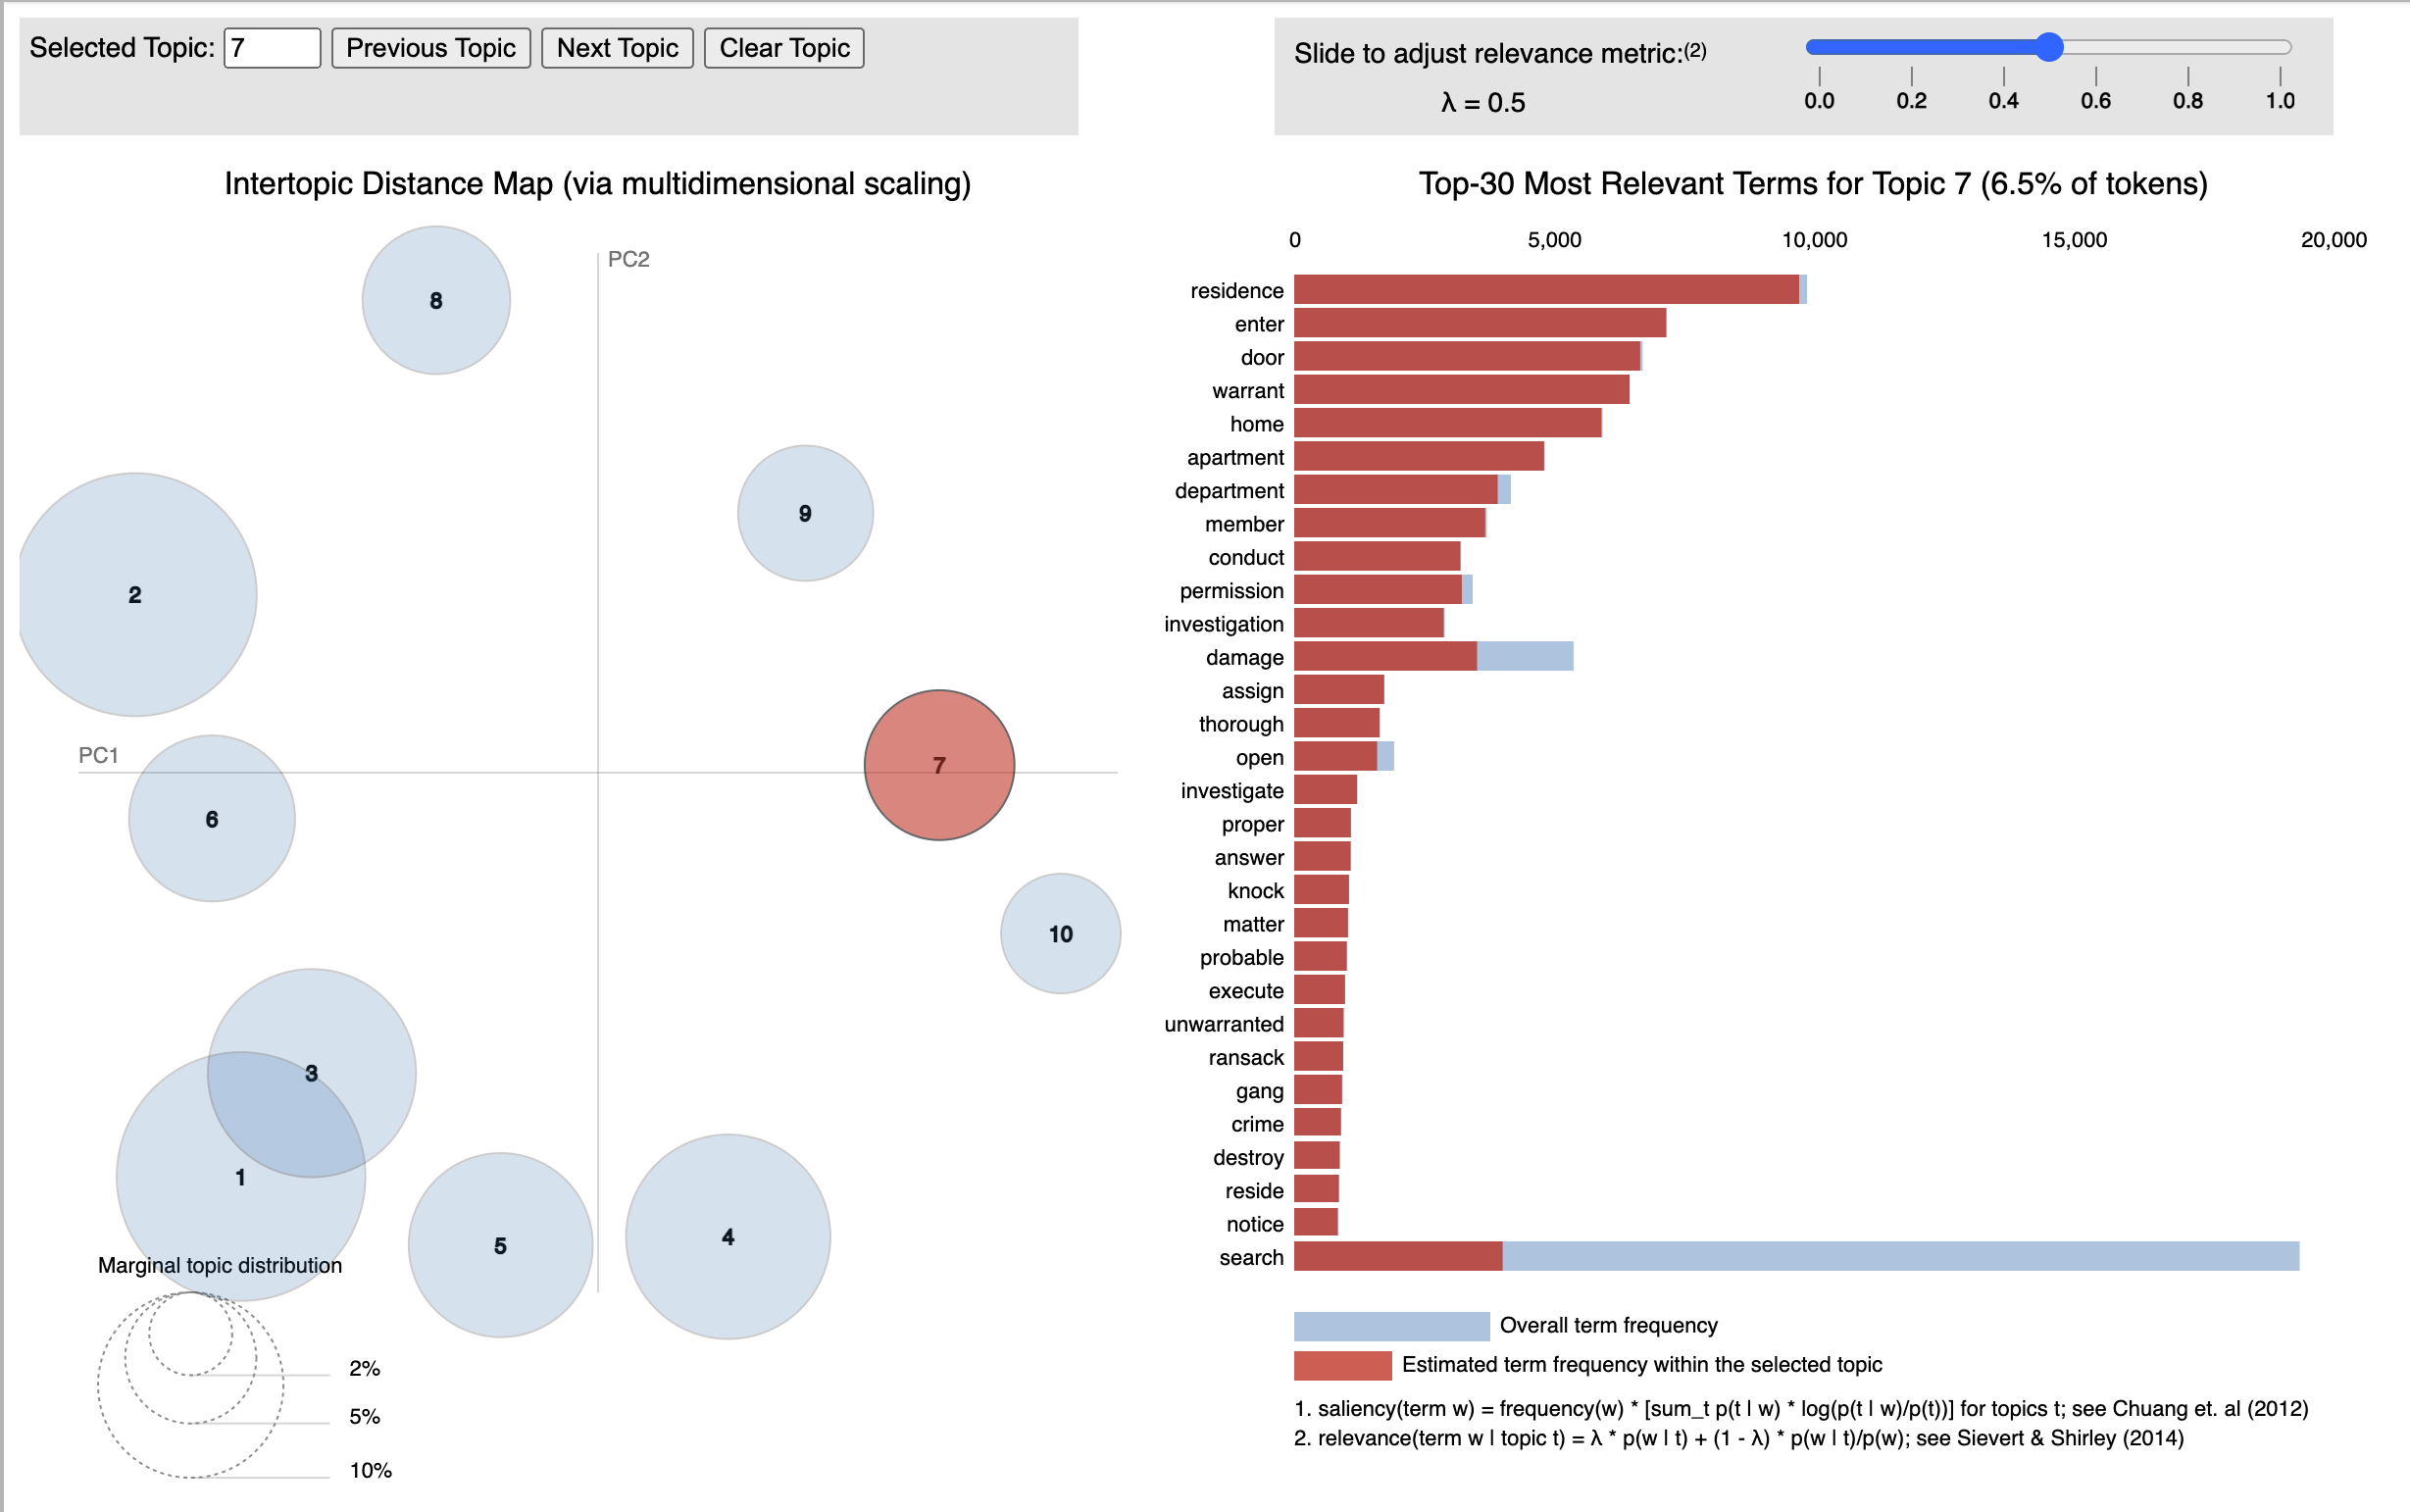 Selected Topic: 7 Previous Topic Next Topic Clear Topic
Slide to adjust relevance metric:(2)
λ = 0.5
0.0 0.2 0.4 0.6 0.8 1.0
Intertopic Distance Map (via multidimensional scaling)
PC2
PC1
8
9
2
7
6
10
3
1
5
4
Marginal topic distribution
2%
5%
10%
Top-30 Most Relevant Terms for Topic 7 (6.5% of tokens)
0 5,000 10,000 15,000 20,000
residence
enter
door
warrant
home
apartment
department
member
conduct
permission
investigation
damage
assign
thorough
open
investigate
proper
answer
knock
matter
probable
execute
unwarranted
ransack
gang
crime
destroy
reside
notice
search
Overall term frequency
Estimated term frequency within the selected topic
1. saliency(term w) = frequency(w) * [sum_t p(t | w) * log(p(t | w)/p(t))] for topics t; see Chuang et. al (2012)
2. relevance(term w | topic t) = λ * p(w | t) + (1 - λ) * p(w | t)/p(w); see Sievert & Shirley (2014)